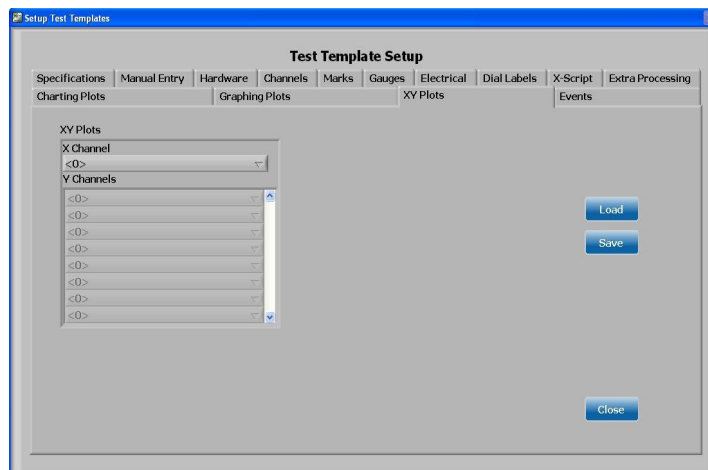 Setup Test Templates
Test Template Setup
Specifications Manual Entry Hardware Channels Marks Gauges Electrical Dial Labels X-Script Extra Processing
Charting Plots Graphing Plots XY Plots Events
XY Plots
X Channel
<0>
Y Channels
<0>
<0>
<0>
<0>
<0>
<0>
<0>
<0>
Load
Save
Close